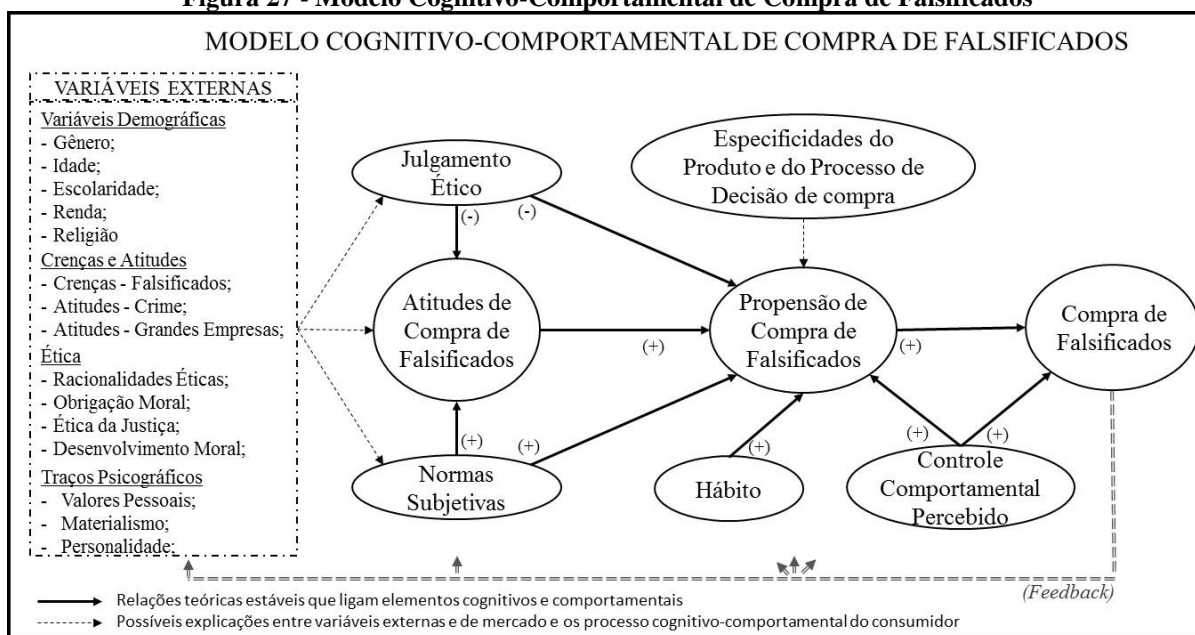 Figura 27 - Modelo Cognitivo-Comportamental de Compra de Falsificados
MODELO COGNITIVO-COMPORTAMENTAL DE COMPRA DE FALSIFICADOS
VARIÁVEIS EXTERNAS
Variáveis Demográficas
- Gênero;
- Idade;
- Escolaridade;
- Renda;
- Religião
Crenças e Atitudes
- Crenças - Falsificados;
- Atitudes - Crime;
- Atitudes - Grandes Empresas;
Ética
- Racionalidades Éticas;
- Obrigação Moral;
- Ética da Justiça;
- Desenvolvimento Moral;
Traços Psicográficos
- Valores Pessoais;
- Materialismo;
- Personalidade;
Julgamento
Ético
(-)
(-)
Especificidades do
Produto e do Processo de
Decisão de compra
Atitudes de
Compra de
Falsificados
(+)
Propensão de
Compra de
Falsificados
(+)
Compra de
Falsificados
(+)
(+)
Normas
Subjetivas
(+)
Hábito
(+)
(+)
Controle
Comportamental
Percebido
(Feedback)
Relações teóricas estáveis que ligam elementos cognitivos e comportamentais
Possíveis explicações entre variáveis externas e de mercado e os processo cognitivo-comportamental do consumidor